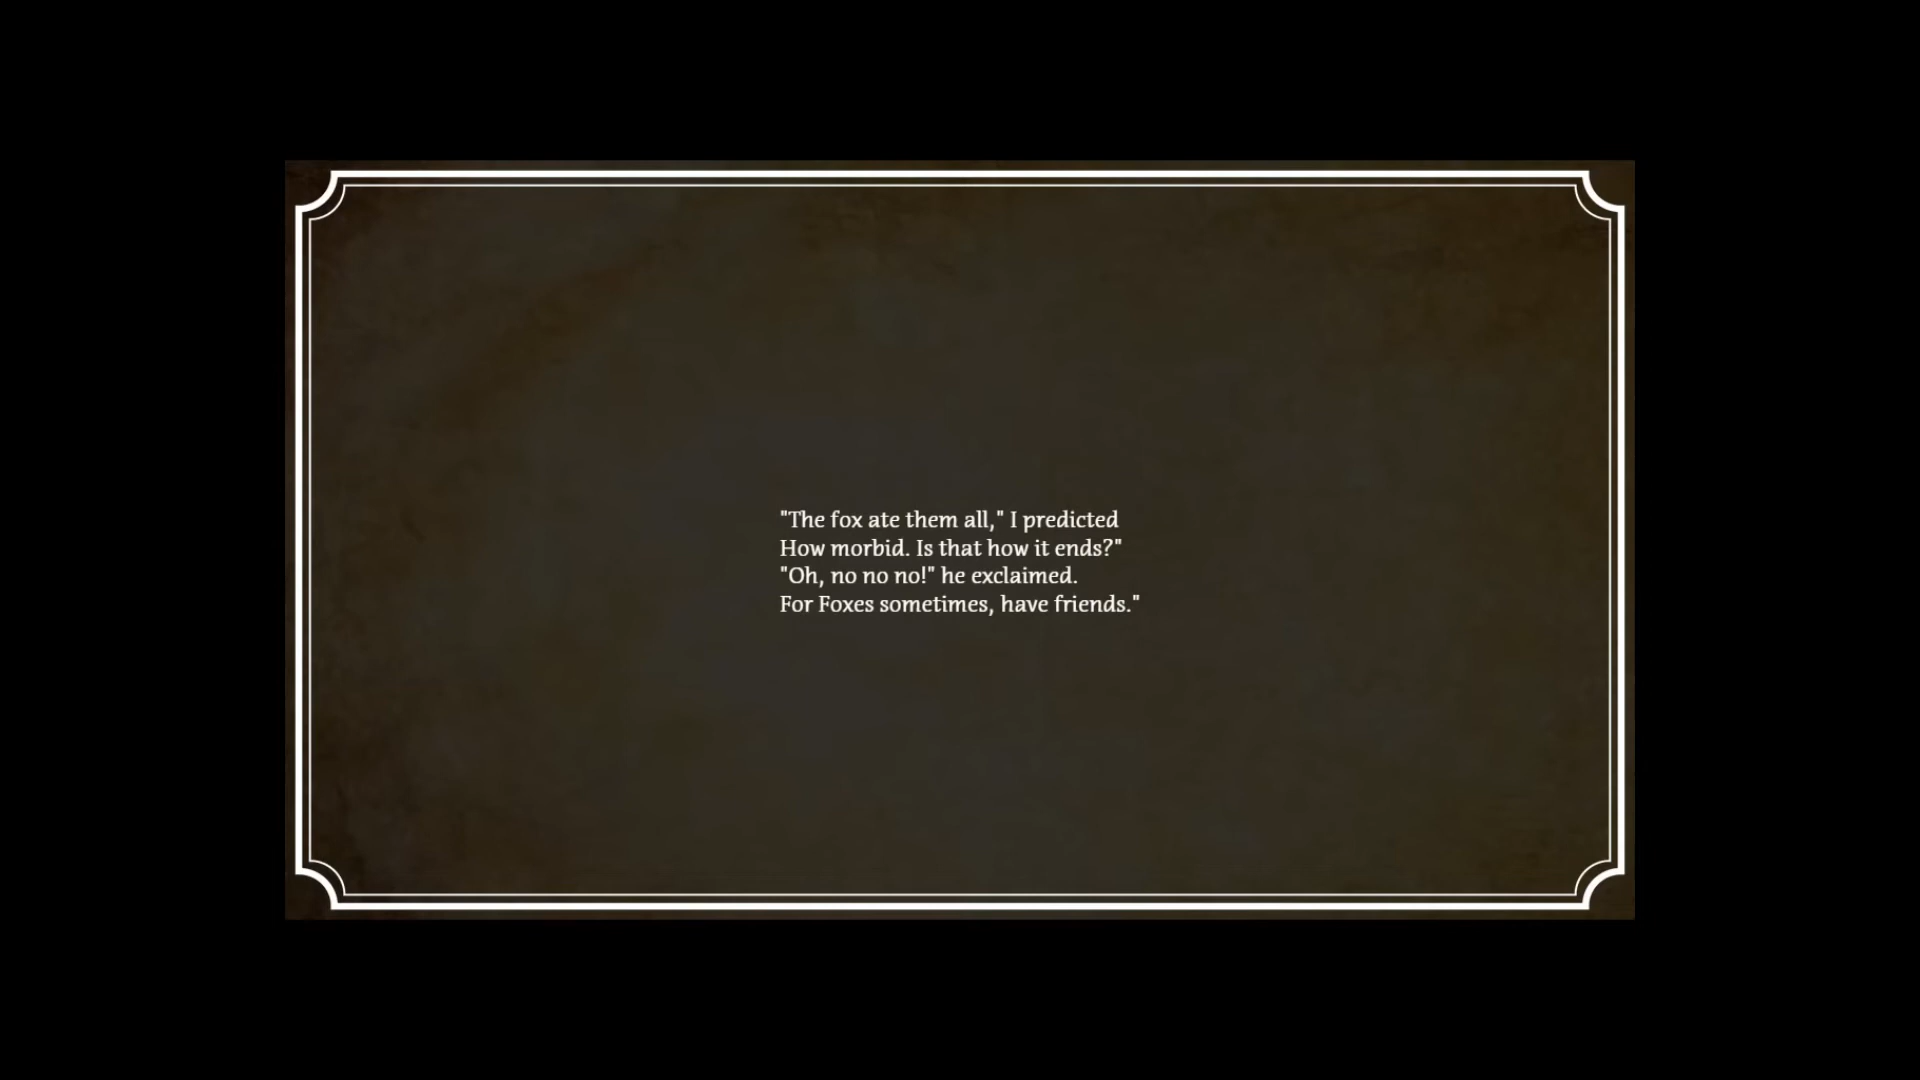 "The fox ate them all," I predicted
How morbid. Is that how it ends?"
"Oh, no no no!" he exclaimed.
For Foxes sometimes, have friends."